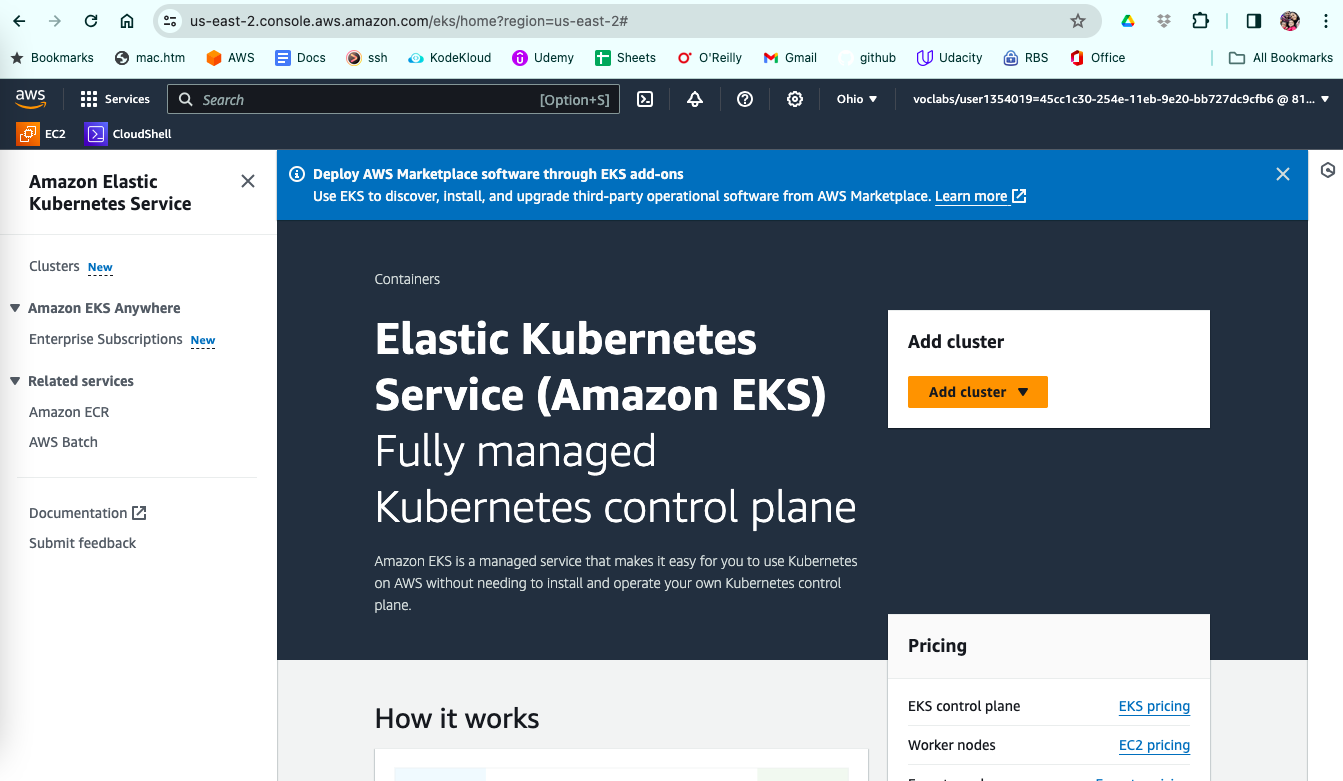 us-east-2.console.aws.amazon.com/eks/home?region=us-east-2#
Bookmarks mac.htm AWS Docs ssh KodeKloud Udemy Sheets O'Reilly Gmail github Udacity RBS Office All Bookmarks
aws Services Search [Option+S] Ohio voclabs/user1354019=45cc1c30-254e-11eb-9e20-bb727dc9cfb6 @ 81...
EC2 CloudShell
Amazon Elastic
Kubernetes Service
Clusters New
Amazon EKS Anywhere
Enterprise Subscriptions New
Related services
Amazon ECR
AWS Batch
Documentation
Submit feedback
Deploy AWS Marketplace software through EKS add-ons
Use EKS to discover, install, and upgrade third-party operational software from AWS Marketplace. Learn more
Containers
Elastic Kubernetes
Service (Amazon EKS)
Fully managed
Kubernetes control plane
Amazon EKS is a managed service that makes it easy for you to use Kubernetes
on AWS without needing to install and operate your own Kubernetes control
plane.
Add cluster
Add cluster
Pricing
EKS control plane EKS pricing
Worker nodes EC2 pricing
How it works